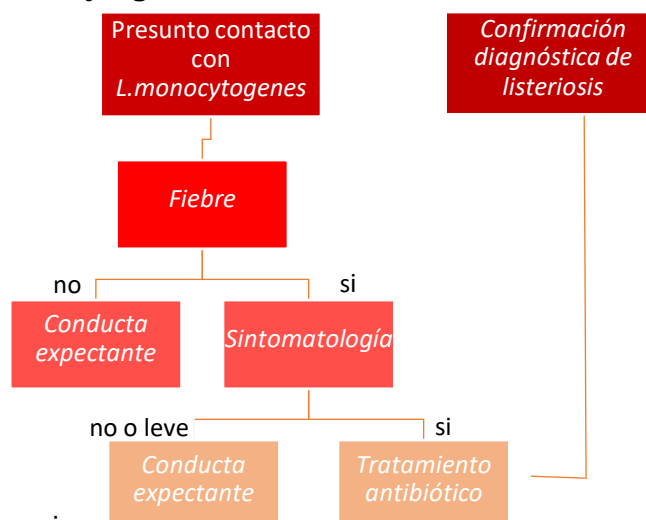 Presunto contacto
con
L.monocytogenes
Confirmación
diagnóstica de
listeriosis
Fiebre
no
si
Conducta
expectante
Sintomatología
no o leve
si
Conducta
expectante
Tratamiento
antibiótico